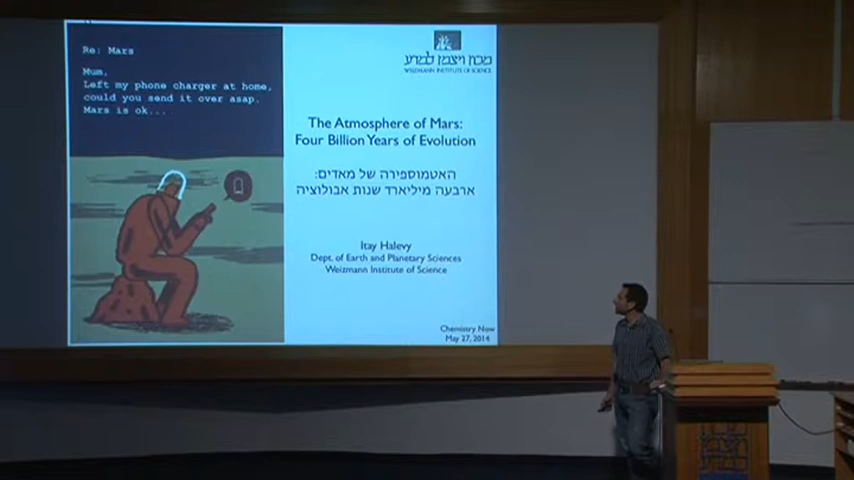 Re: Mars
Mum,
Left my phone charger at home,
could you send it over asap.
Mars is ok...
מכון ויצמן למדע
WEIZMANN INSTITUTE OF SCIENCE
The Atmosphere of Mars:
Four Billion Years of Evolution
האטמוספירה של מאדים:
ארבעה מיליארד שנות אבולוציה
Itay Halevy
Dept. of Earth and Planetary Sciences
Weizmann Institute of Science
Chemistry Now
May 27, 2014